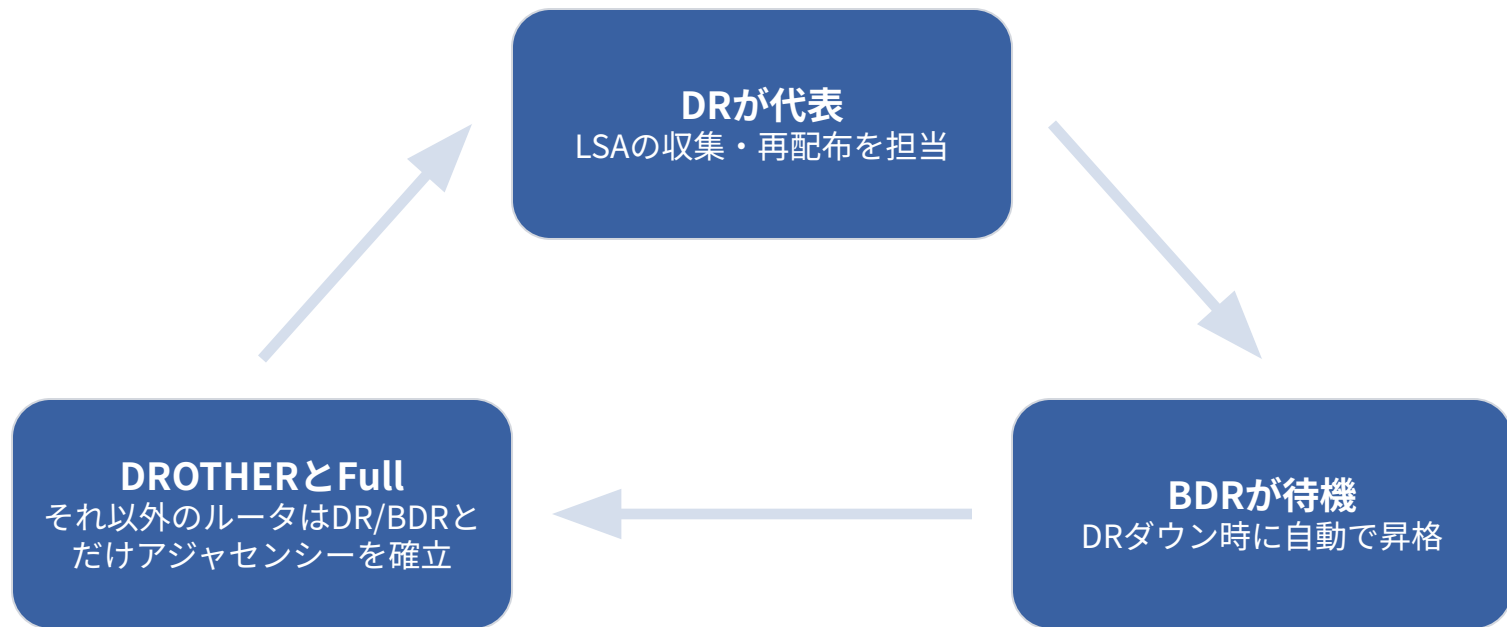 DRが代表
LSAの収集・再配布を担当
DROTHERとFull
それ以外のルータはDR/BDRと
だけアジャセンシーを確立
BDRが待機
DRダウン時に自動で昇格